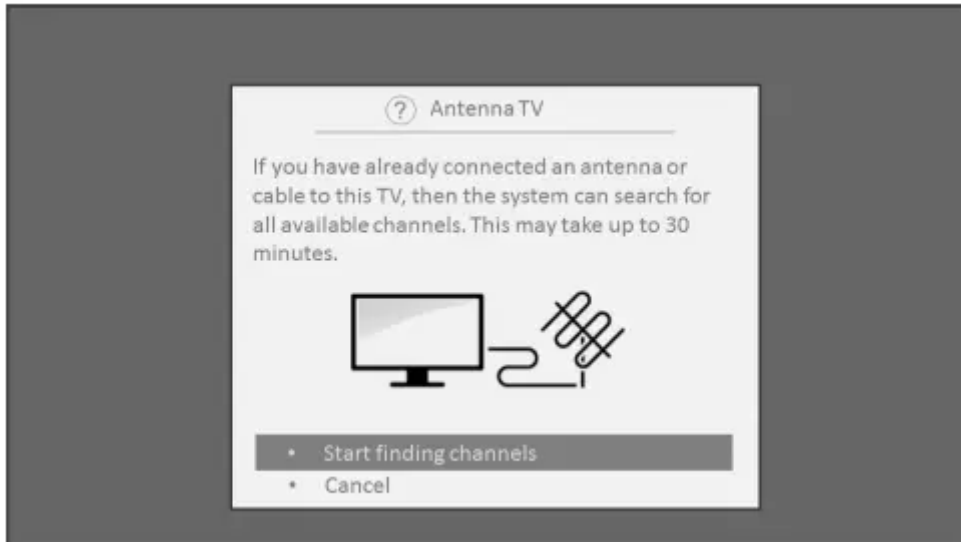 ? Antenna TV
If you have already connected an antenna or
cable to this TV, then the system can search for
all available channels. This may take up to 30
minutes.
• Start finding channels
• Cancel